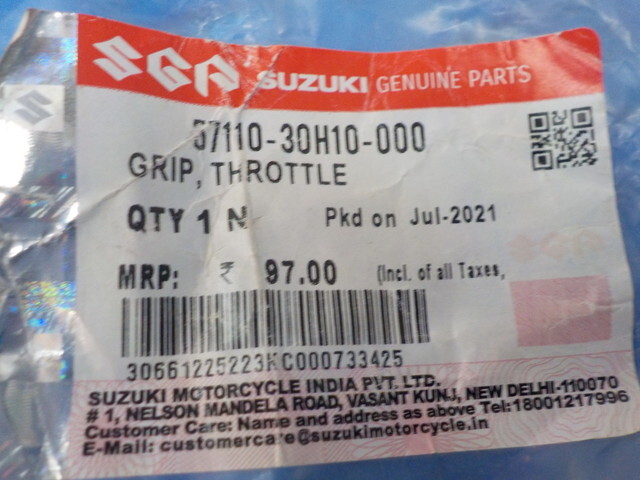 SGP SUZUKI GENUINE PARTS
57110-30H10-000
GRIP, THROTTLE
QTY 1 N Pkd on Jul-2021
MRP: ₹ 97.00 (Incl. of all Taxes,
30661225223KC000733425
SUZUKI MOTORCYCLE INDIA PVT. LTD.
# 1, NELSON MANDELA ROAD, VASANT KUNJ, NEW DELHI-110070
Customer Care: Name and address as above Tel:18001217996
E-Mail: customercare@suzukimotorcycle.in